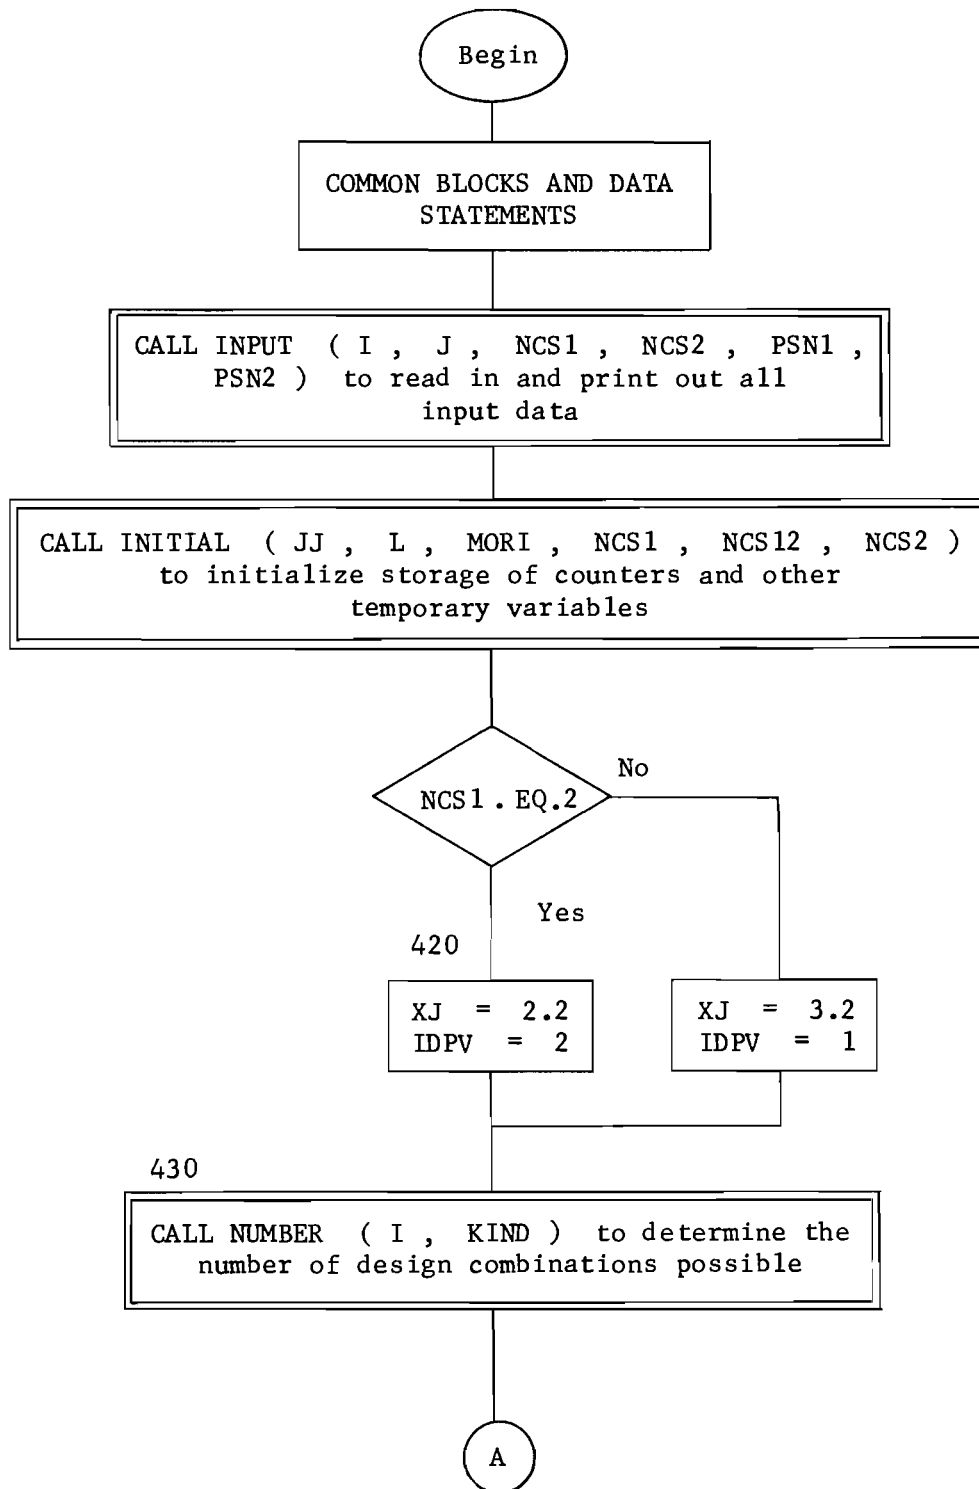 Begin
COMMON BLOCKS AND DATA
STATEMENTS
CALL INPUT ( I , J , NCS1 , NCS2 , PSN1 ,
PSN2 ) to read in and print out all
input data
CALL INITIAL ( JJ , L , MORI , NCS1 , NCS12 , NCS2 )
to initialize storage of counters and other
temporary variables
NCS1.EQ.2
No
Yes
420
XJ = 2.2
IDPV = 2
XJ = 3.2
IDPV = 1
430
CALL NUMBER ( I , KIND ) to determine the
number of design combinations possible
A